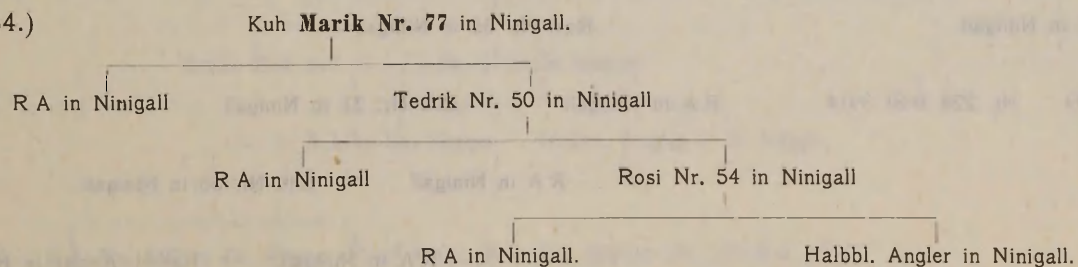 4.) Kuh Marik Nr. 77 in Ninigall.
R A in Ninigall Tedrik Nr. 50 in Ninigall
R A in Ninigall Rosi Nr. 54 in Ninigall
R A in Ninigall. Halbbl. Angler in Ninigall.